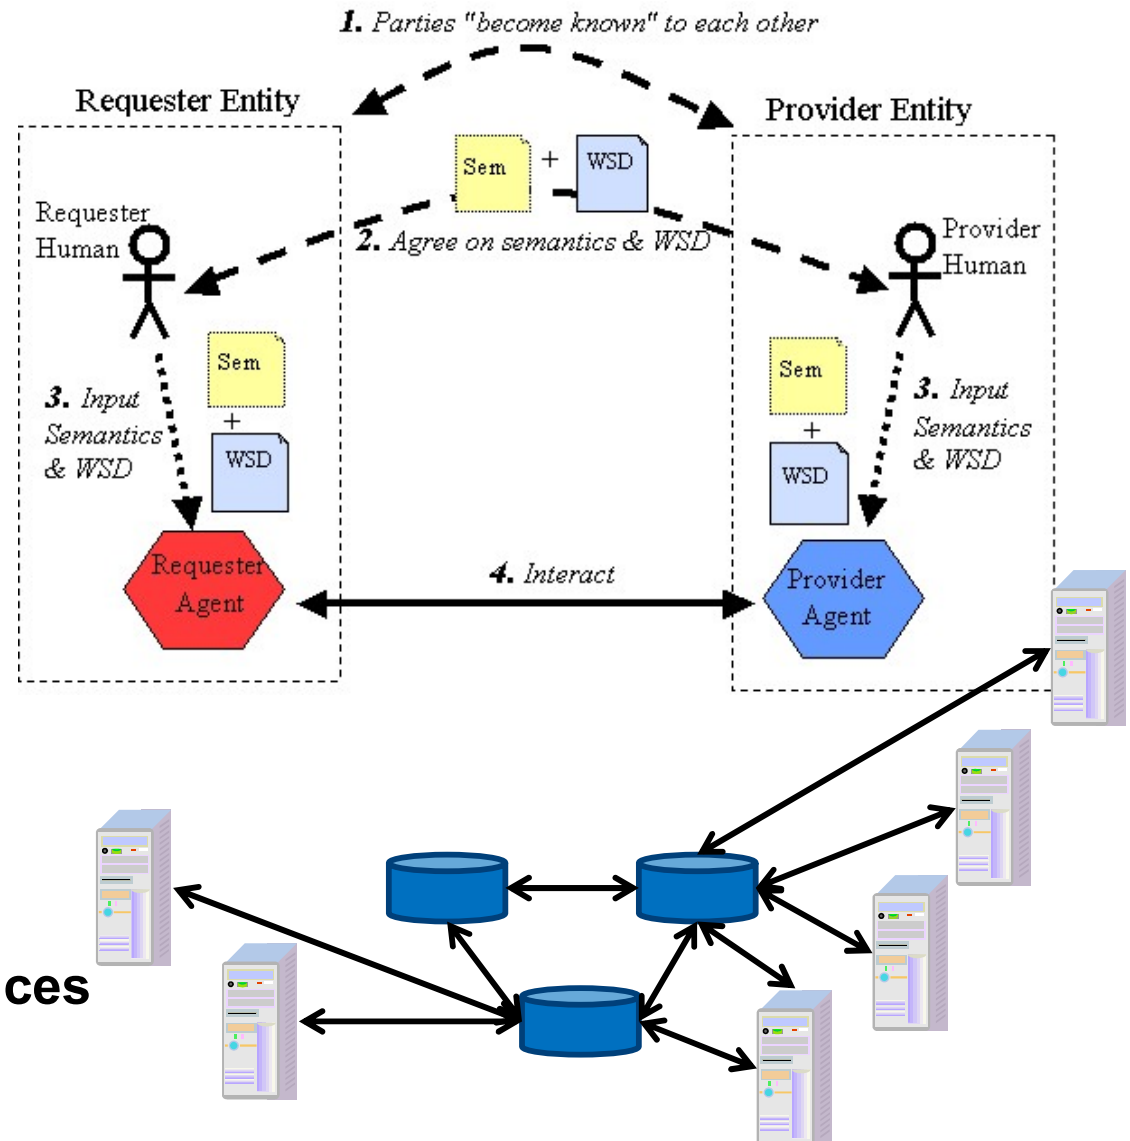 1. Parties "become known" to each other
Requester Entity
Provider Entity
Sem
+
WSD
Requester
Human
Provider
Human
2. Agree on semantics & WSD
Sem
+
WSD
3. Input
Semantics
& WSD
Sem
+
WSD
3. Input
Semantics
& WSD
Requester
Agent
4. Interact
Provider
Agent
ces